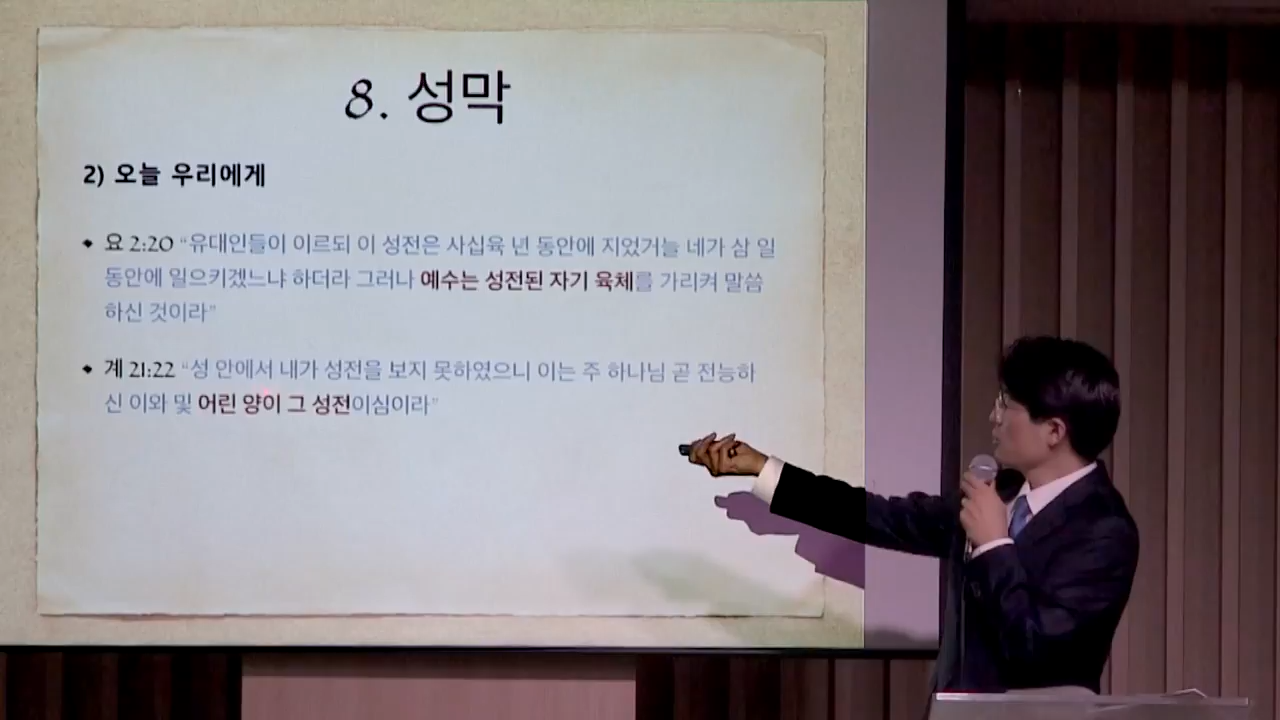 8. 성막
2) 오늘 우리에게
◆ 요 2:20 “유대인들이 이르되 이 성전은 사십육 년 동안에 지었거늘 네가 삼 일
동안에 일으키겠느냐 하더라 그러나 예수는 성전된 자기 육체를 가리켜 말씀
하신 것이라”
◆ 계 21:22 “성 안에서 내가 성전을 보지 못하였으니 이는 주 하나님 곧 전능하
신 이와 및 어린 양이 그 성전이심이라”